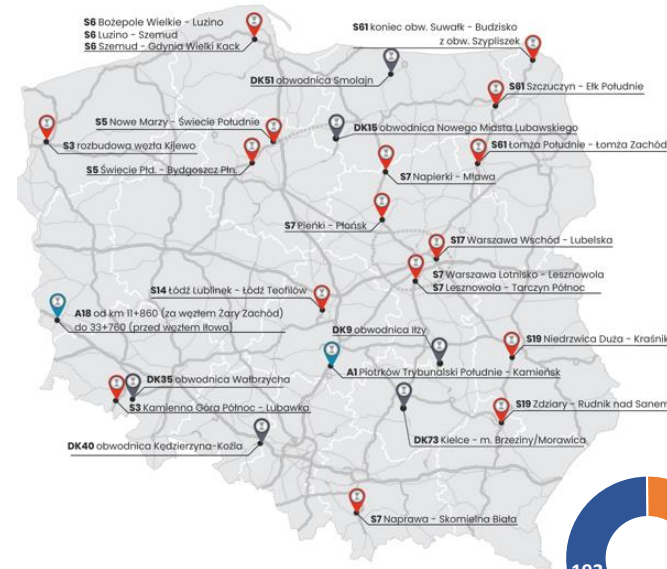 S6 Bożepole Wielkie - Luzino
S6 Luzino - Szemud
S6 Szemud - Gdynia Wielki Kack
S61 koniec obw. Suwałk - Budzisko
z obw. Szypliszek
DK51 obwodnica Smolajn
S61 Szczuczyn - Ełk Południe
S5 Nowe Marzy - Świecie Południe
DK15 obwodnica Nowego Miasta Lubawskiego
S3 rozbudowa węzła Kijewo
S61 Łomża Południe - Łomża Zachód
S5 Świecie Płd. - Bydgoszcz Płn.
S7 Napierki - Mława
S7 Pieńki - Płońsk
S17 Warszawa Wschód - Lubelska
S7 Warszawa Lotnisko - Lesznowola
S7 Lesznowola - Tarczyn Północ
S14 Łódź Lublinek - Łódź Teofilów
A18 od km 11+860 (za węzłem Żary Zachód)
do 33+760 (przed węzłem Iłowa)
DK9 obwodnica Iłży
S19 Niedrzwica Duża - Kraśnik
A1 Piotrków Trybunalski Południe - Kamieńsk
DK35 obwodnica Wałbrzycha
S3 Kamienna Góra Północ - Lubawka
S19 Zdziary - Rudnik nad Sanem
DK73 Kielce - m. Brzeziny/Morawica
DK40 obwodnica Kędzierzyna-Koźla
S7 Naprawa - Skomielna Biała